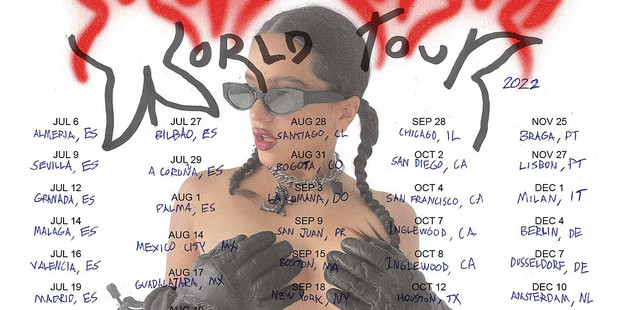 WORLD TOUR
2022
JUL 6
ALMERIA, ES
JUL 9
SEVILLA, ES
JUL 12
GRANADA, ES
JUL 14
MALAGA, ES
JUL 16
VALENCIA, ES
JUL 19
MADRID, ES
JUL 27
BILBAO, ES
JUL 29
A CORUÑA, ES
AUG 1
PALMA, ES
AUG 14
MEXICO CITY, MX
AUG 17
GUADALAJARA, MX
AUG 19
AUG 28
SANTIAGO, CL
AUG 31
BOGOTA, CO
SEP 3
LA ROMANA, DO
SEP 9
SAN JUAN, PR
SEP 15
BOSTON, MA
SEP 18
NEW YORK, NY
SEP 28
CHICAGO, IL
OCT 2
SAN DIEGO, CA
OCT 4
SAN FRANCISCO, CA
OCT 7
INGLEWOOD, CA
OCT 8
INGLEWOOD, CA
OCT 12
HOUSTON, TX
NOV 25
BRAGA, PT
NOV 27
LISBON, PT
DEC 1
MILAN, IT
DEC 4
BERLIN, DE
DEC 7
DUSSELDORF, DE
DEC 10
AMSTERDAM, NL